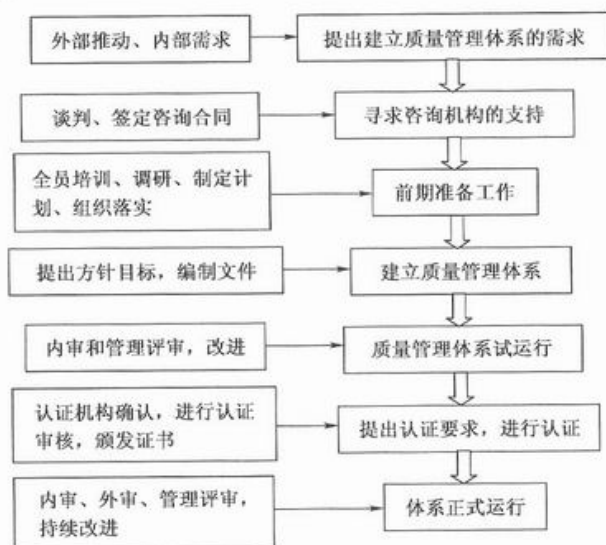 外部推动、内部需求
提出建立质量管理体系的需求
谈判、签定咨询合同
寻求咨询机构的支持
全员培训、调研、制定计
划、组织落实
前期准备工作
提出方针目标，编制文件
建立质量管理体系
内审和管理评审，改进
质量管理体系试运行
认证机构确认，进行认证
审核，颁发证书
提出认证要求，进行认证
内审、外审、管理评审，
持续改进
体系正式运行